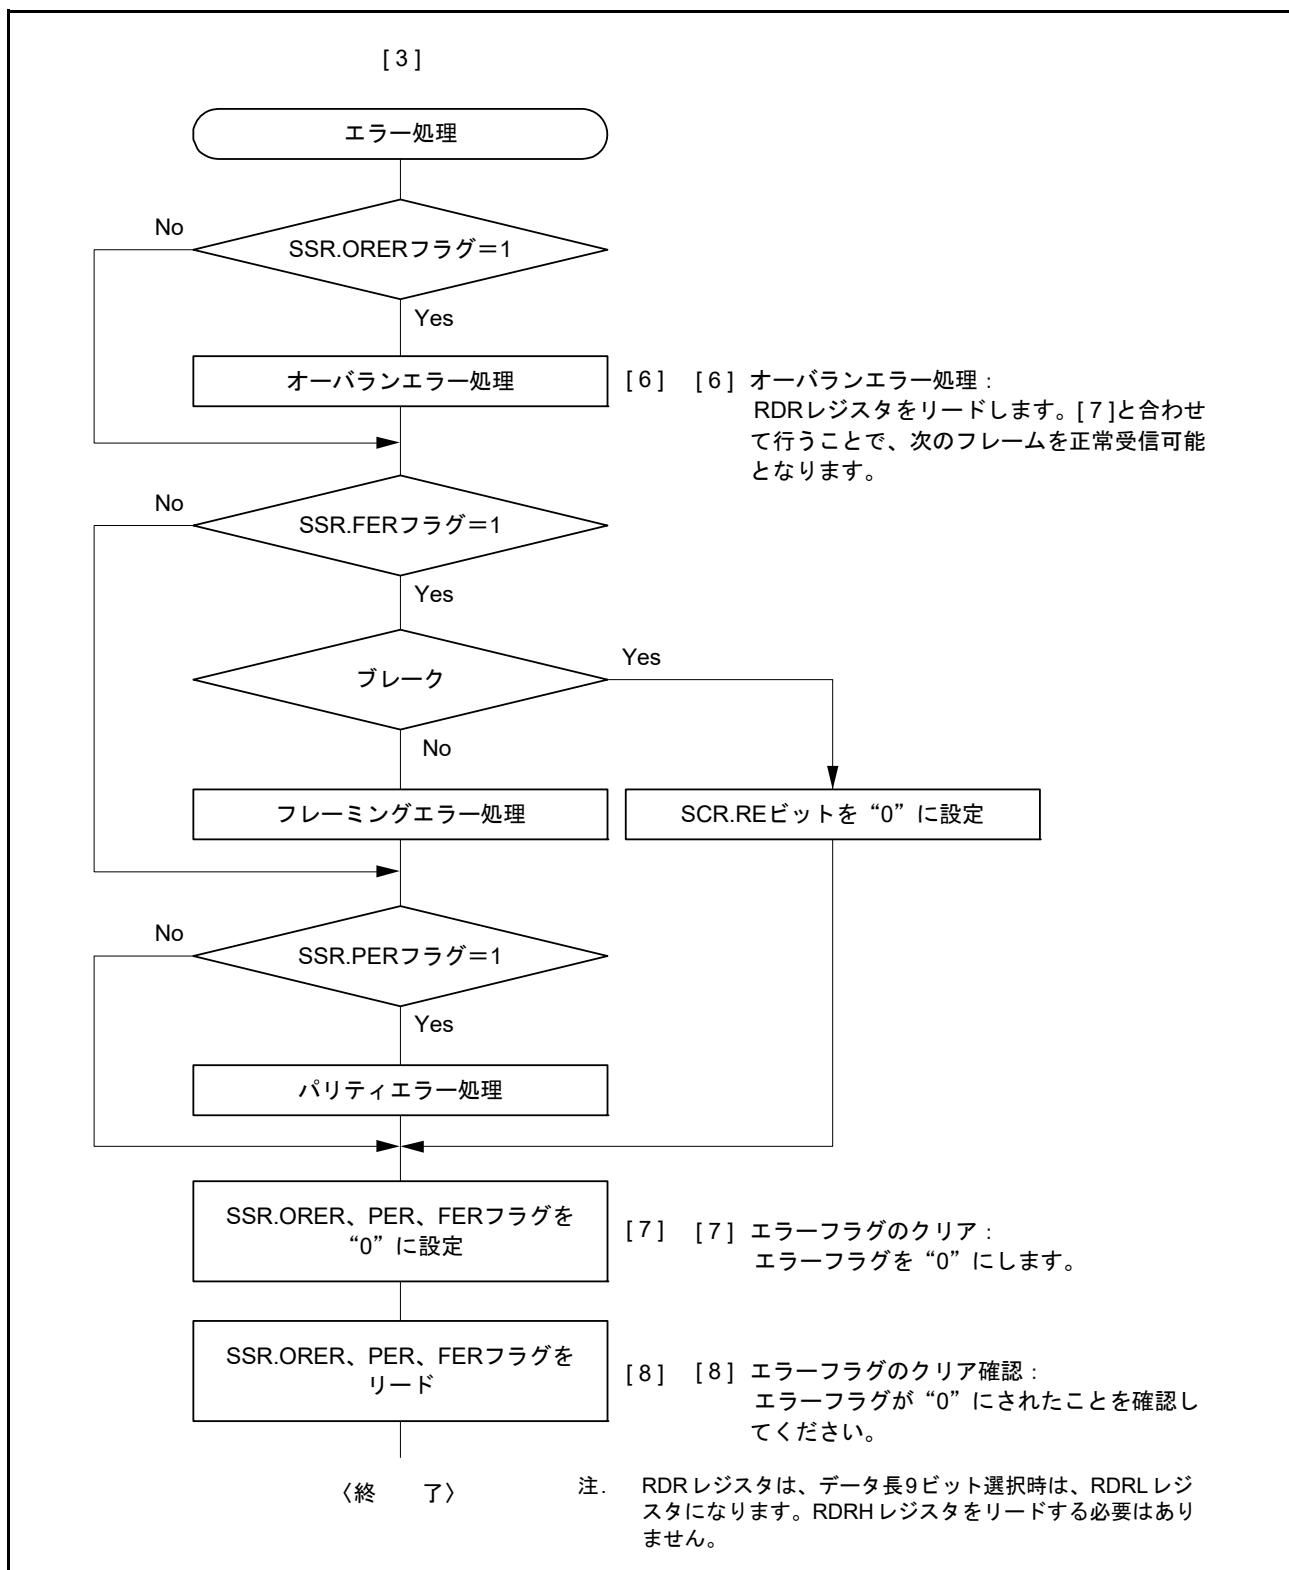 [ 3 ]
エラー処理
No
SSR.ORERフラグ＝1
Yes
オーバランエラー処理
[ 6 ]
[ 6 ] オーバランエラー処理：
RDRレジスタをリードします。[ 7 ]と合わせ
て行うことで、次のフレームを正常受信可能
となります。
No
SSR.FERフラグ＝1
Yes
ブレーク
Yes
No
フレーミングエラー処理
SCR.REビットを“0”に設定
No
SSR.PERフラグ＝1
Yes
パリティエラー処理
SSR.ORER、PER、FERフラグを
“0”に設定
[ 7 ]
[ 7 ] エラーフラグのクリア：
エラーフラグを“0”にします。
SSR.ORER、PER、FERフラグを
リード
[ 8 ]
[ 8 ] エラーフラグのクリア確認：
エラーフラグが“0”にされたことを確認し
てください。
〈終　了〉
注. RDRレジスタは、データ長9ビット選択時は、RDRLレジ
スタになります。RDRHレジスタをリードする必要はあり
ません。